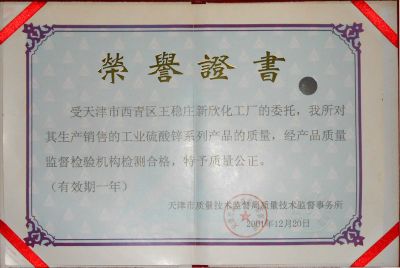 榮譽證書
受天津市西青区王稳庄新欣化工厂的委托，我所对
其生产销售的工业硫酸锌系列产品的质量，经产品质量
监督检验机构检测合格，特予质量公正。
（有效期一年）
天津市质量技术监督局质量技术监督事务所
2001年12月20日